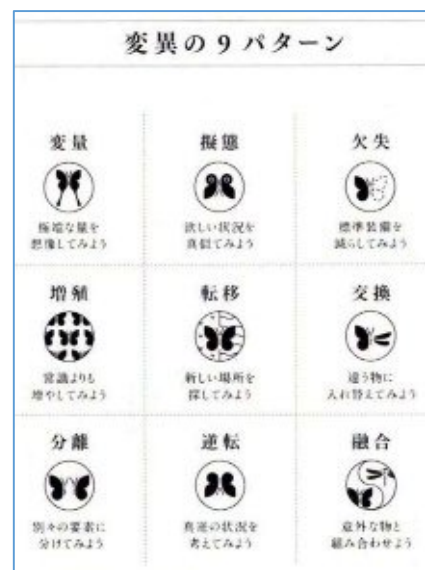 変異の9パターン
変量
極端な量を
想像してみよう
擬態
欲しい状況を
真似てみよう
欠失
標準装備を
減らしてみよう
増殖
常識よりも
増やしてみよう
転移
新しい場所を
探してみよう
交換
違う物に
入れ替えてみよう
分離
別々の要素に
分けてみよう
逆転
真逆の状況を
考えてみよう
融合
意外な物と
組み合わせよう